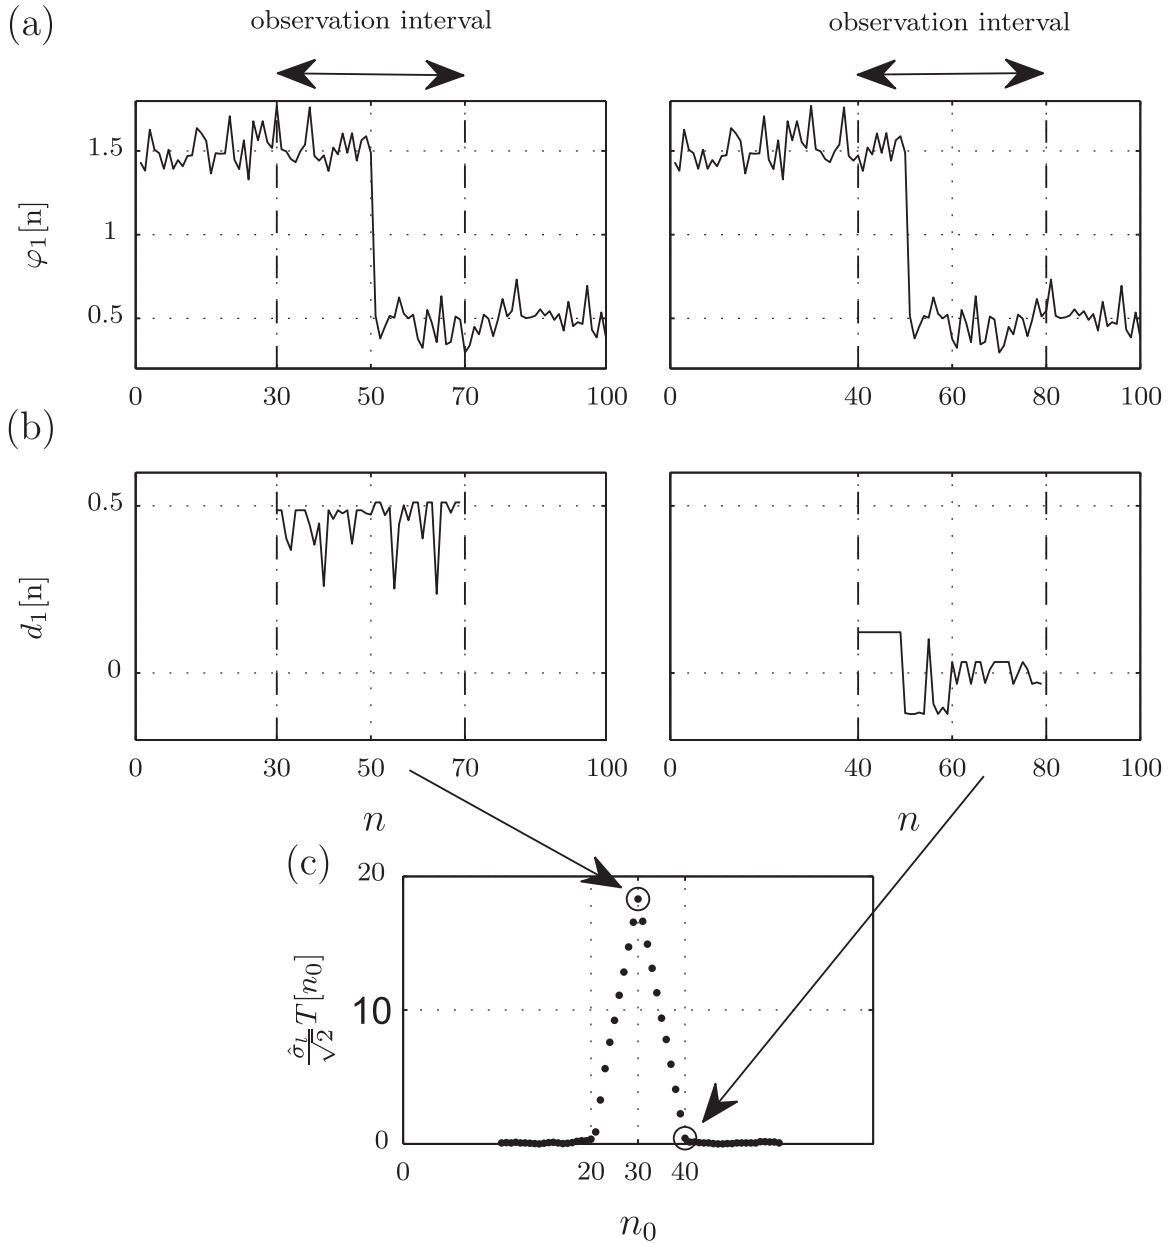 (a)
observation interval
observation interval
φ₁[n]
1.5
1
0.5
0 30 50 70 100
0 40 60 80 100
(b)
d₁[n]
0.5
0
0 30 50 70 100
0 40 60 80 100
n
n
(c)
σ̂ₗ/√2 T[n₀]
20
10
0
0 20 30 40
n₀